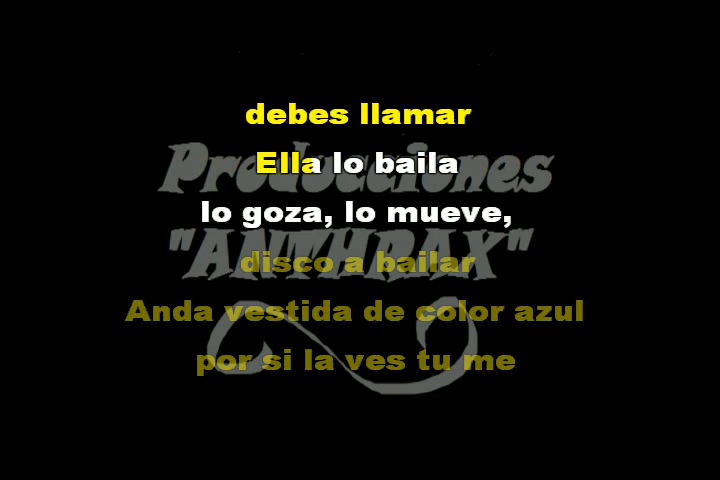 debes llamar
Producciones
Ella lo baila
lo goza, lo mueve,
"ANTHRAX"
disco a bailar
Anda vestida de color azul
por si la ves tu me